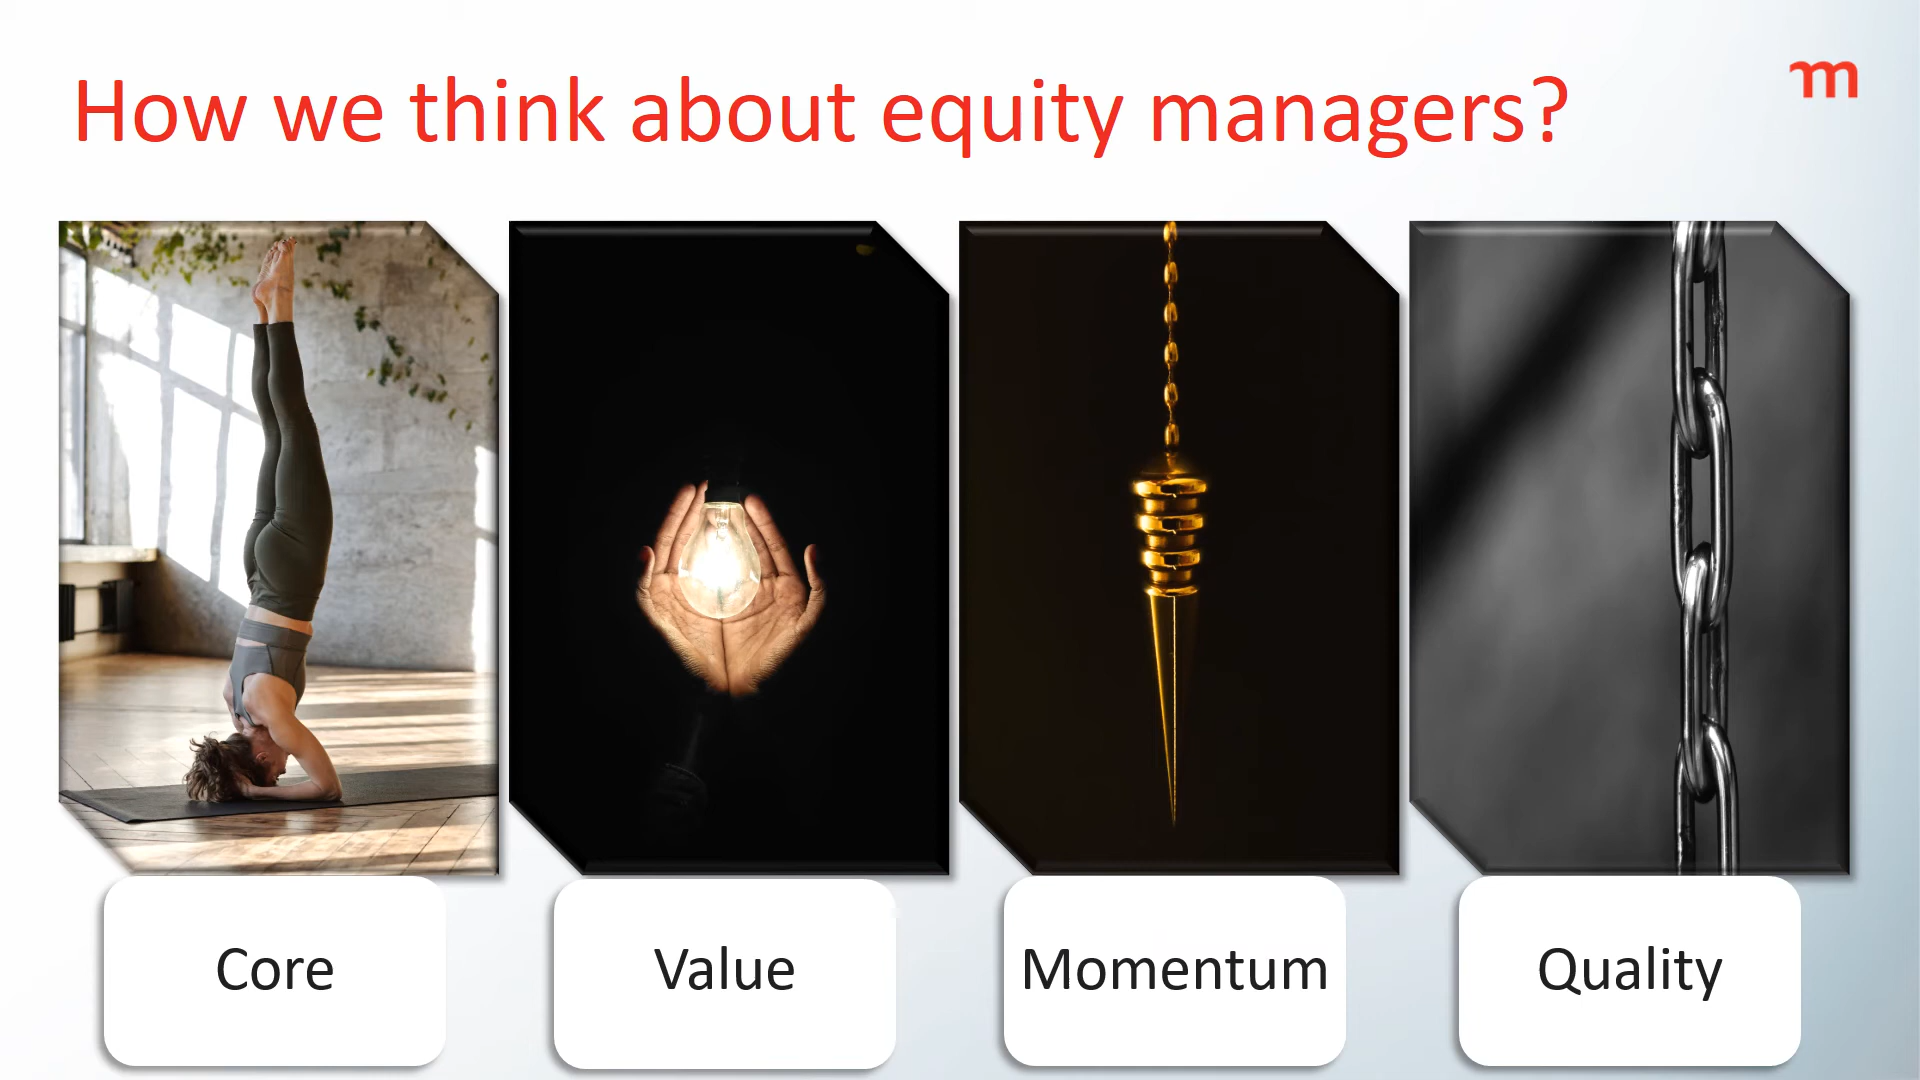 How we think about equity managers?
m
Core
Value
Momentum
Quality